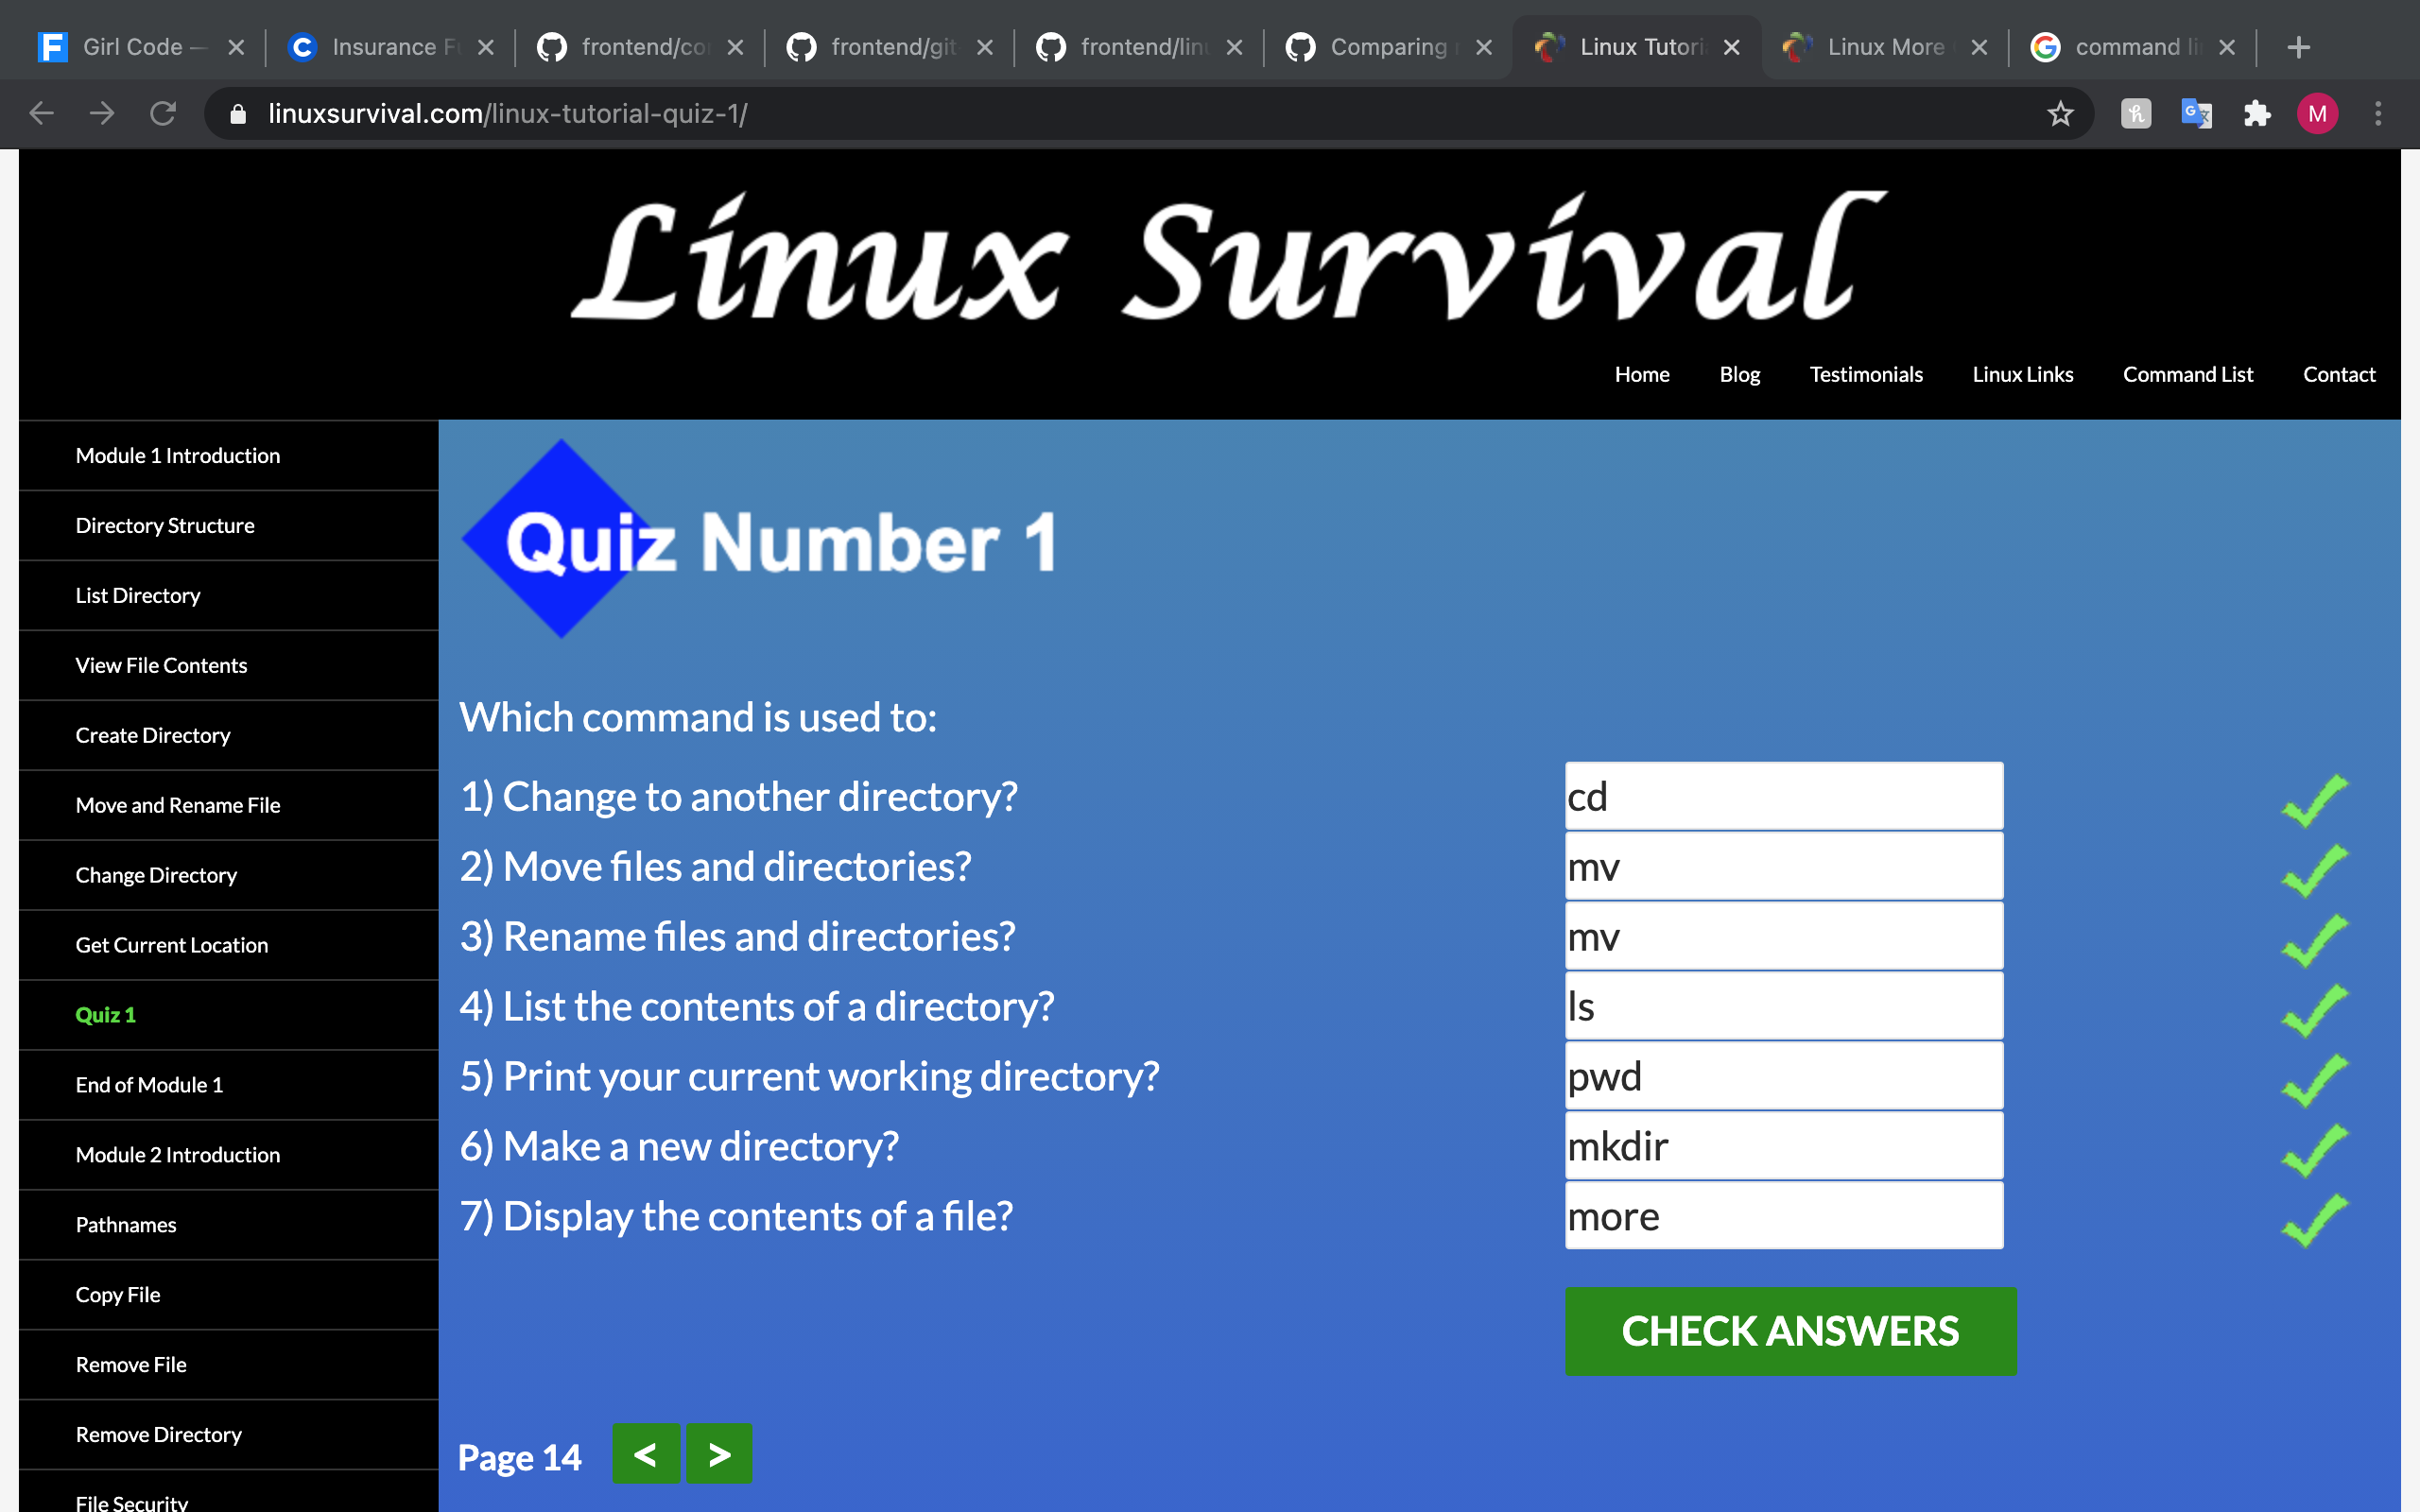 Girl Code —
Insurance F
frontend/co
frontend/git
frontend/lin
Comparing
Linux Tutori
Linux More
command li
linuxsurvival.com/linux-tutorial-quiz-1/
M
Linux Survival
Home Blog Testimonials Linux Links Command List Contact
Module 1 Introduction
Directory Structure
List Directory
View File Contents
Create Directory
Move and Rename File
Change Directory
Get Current Location
Quiz 1
End of Module 1
Module 2 Introduction
Pathnames
Copy File
Remove File
Remove Directory
File Security
Quiz Number 1
Which command is used to:
1) Change to another directory? cd
2) Move files and directories? mv
3) Rename files and directories? mv
4) List the contents of a directory? ls
5) Print your current working directory? pwd
6) Make a new directory? mkdir
7) Display the contents of a file? more
CHECK ANSWERS
Page 14 < >